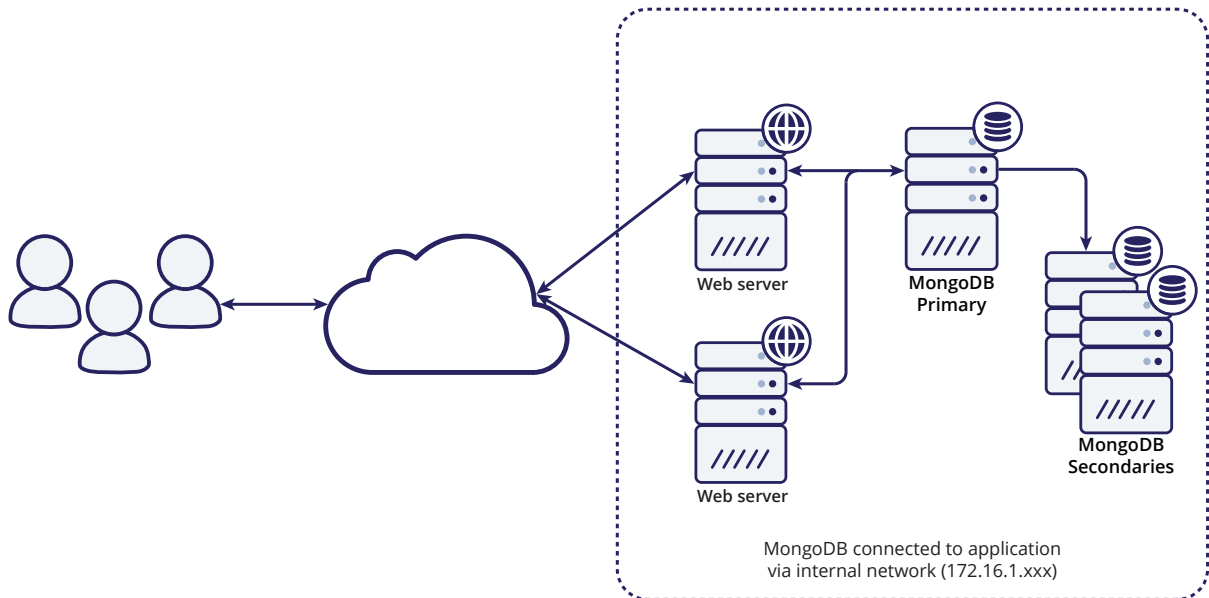 Web server
MongoDB
Primary
Web server
MongoDB
Secondaries
MongoDB connected to application
via internal network (172.16.1.xxx)